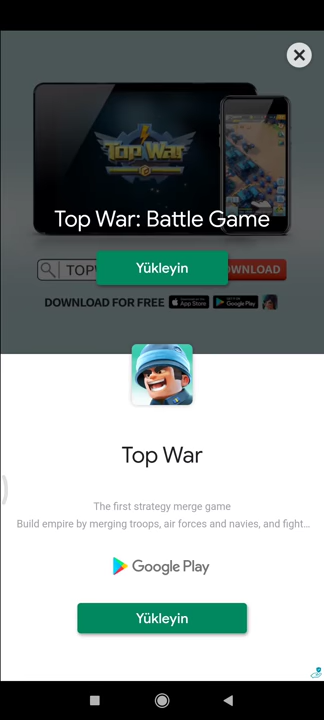 TOP WAR
Top War: Battle Game
TOPW
Yükleyin
DOWNLOAD
DOWNLOAD FOR FREE App Store Google Play
Top War
The first strategy merge game
Build empire by merging troops, air forces and navies, and fight...
Google Play
Yükleyin